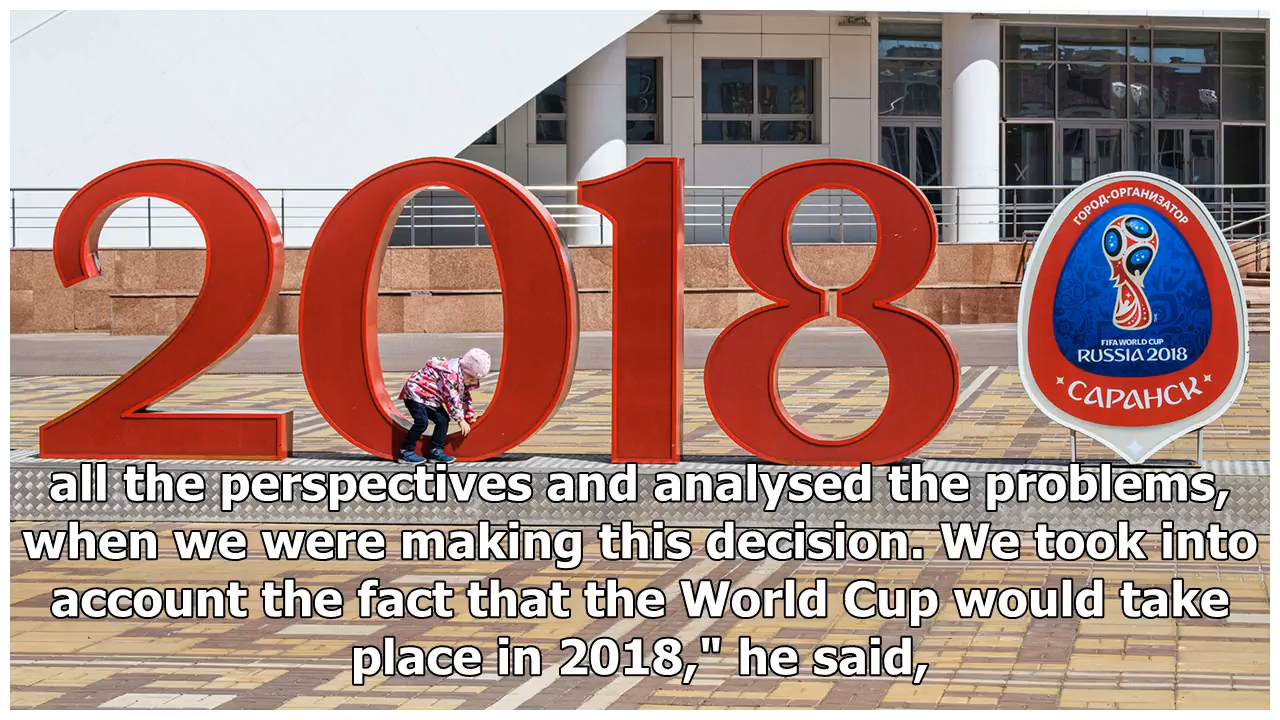 2018
ГОРОД-ОРГАНИЗАТОР
FIFA WORLD CUP
RUSSIA 2018
САРАНСК
all the perspectives and analysed the problems,
when we were making this decision. We took into
account the fact that the World Cup would take
place in 2018," he said,